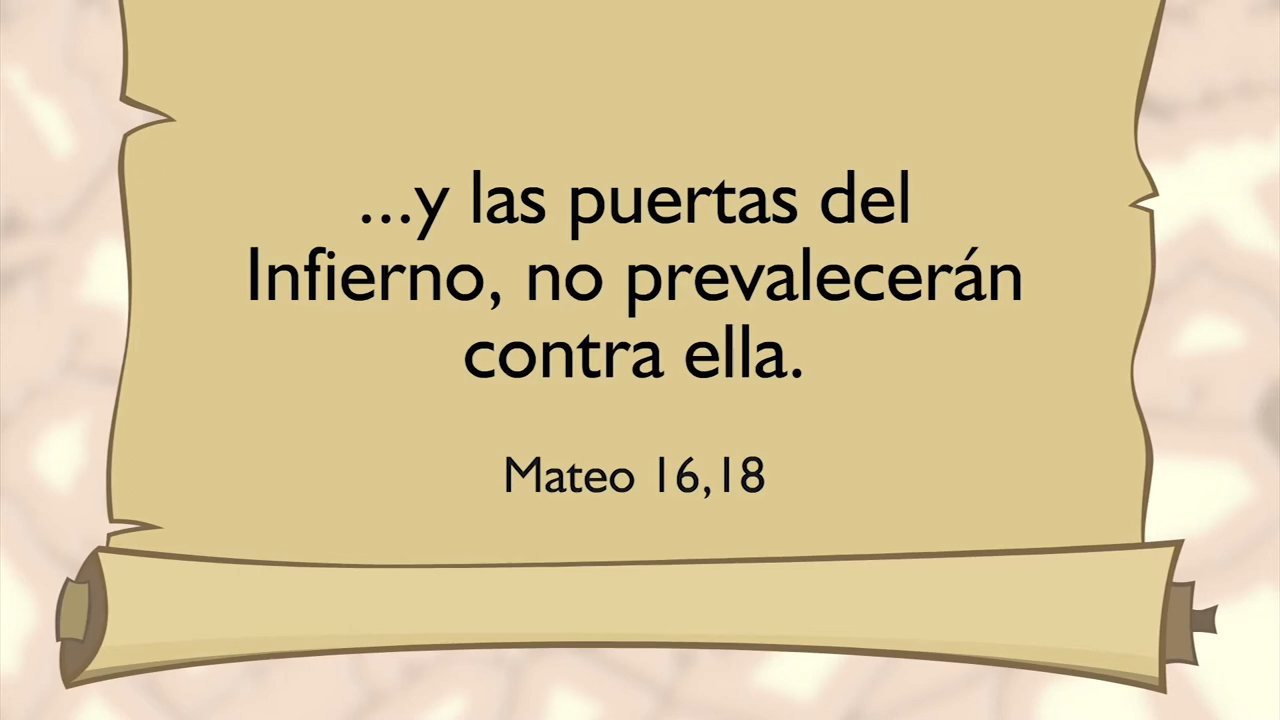 ...y las puertas del
Infierno, no prevalecerán
contra ella.
Mateo 16,18